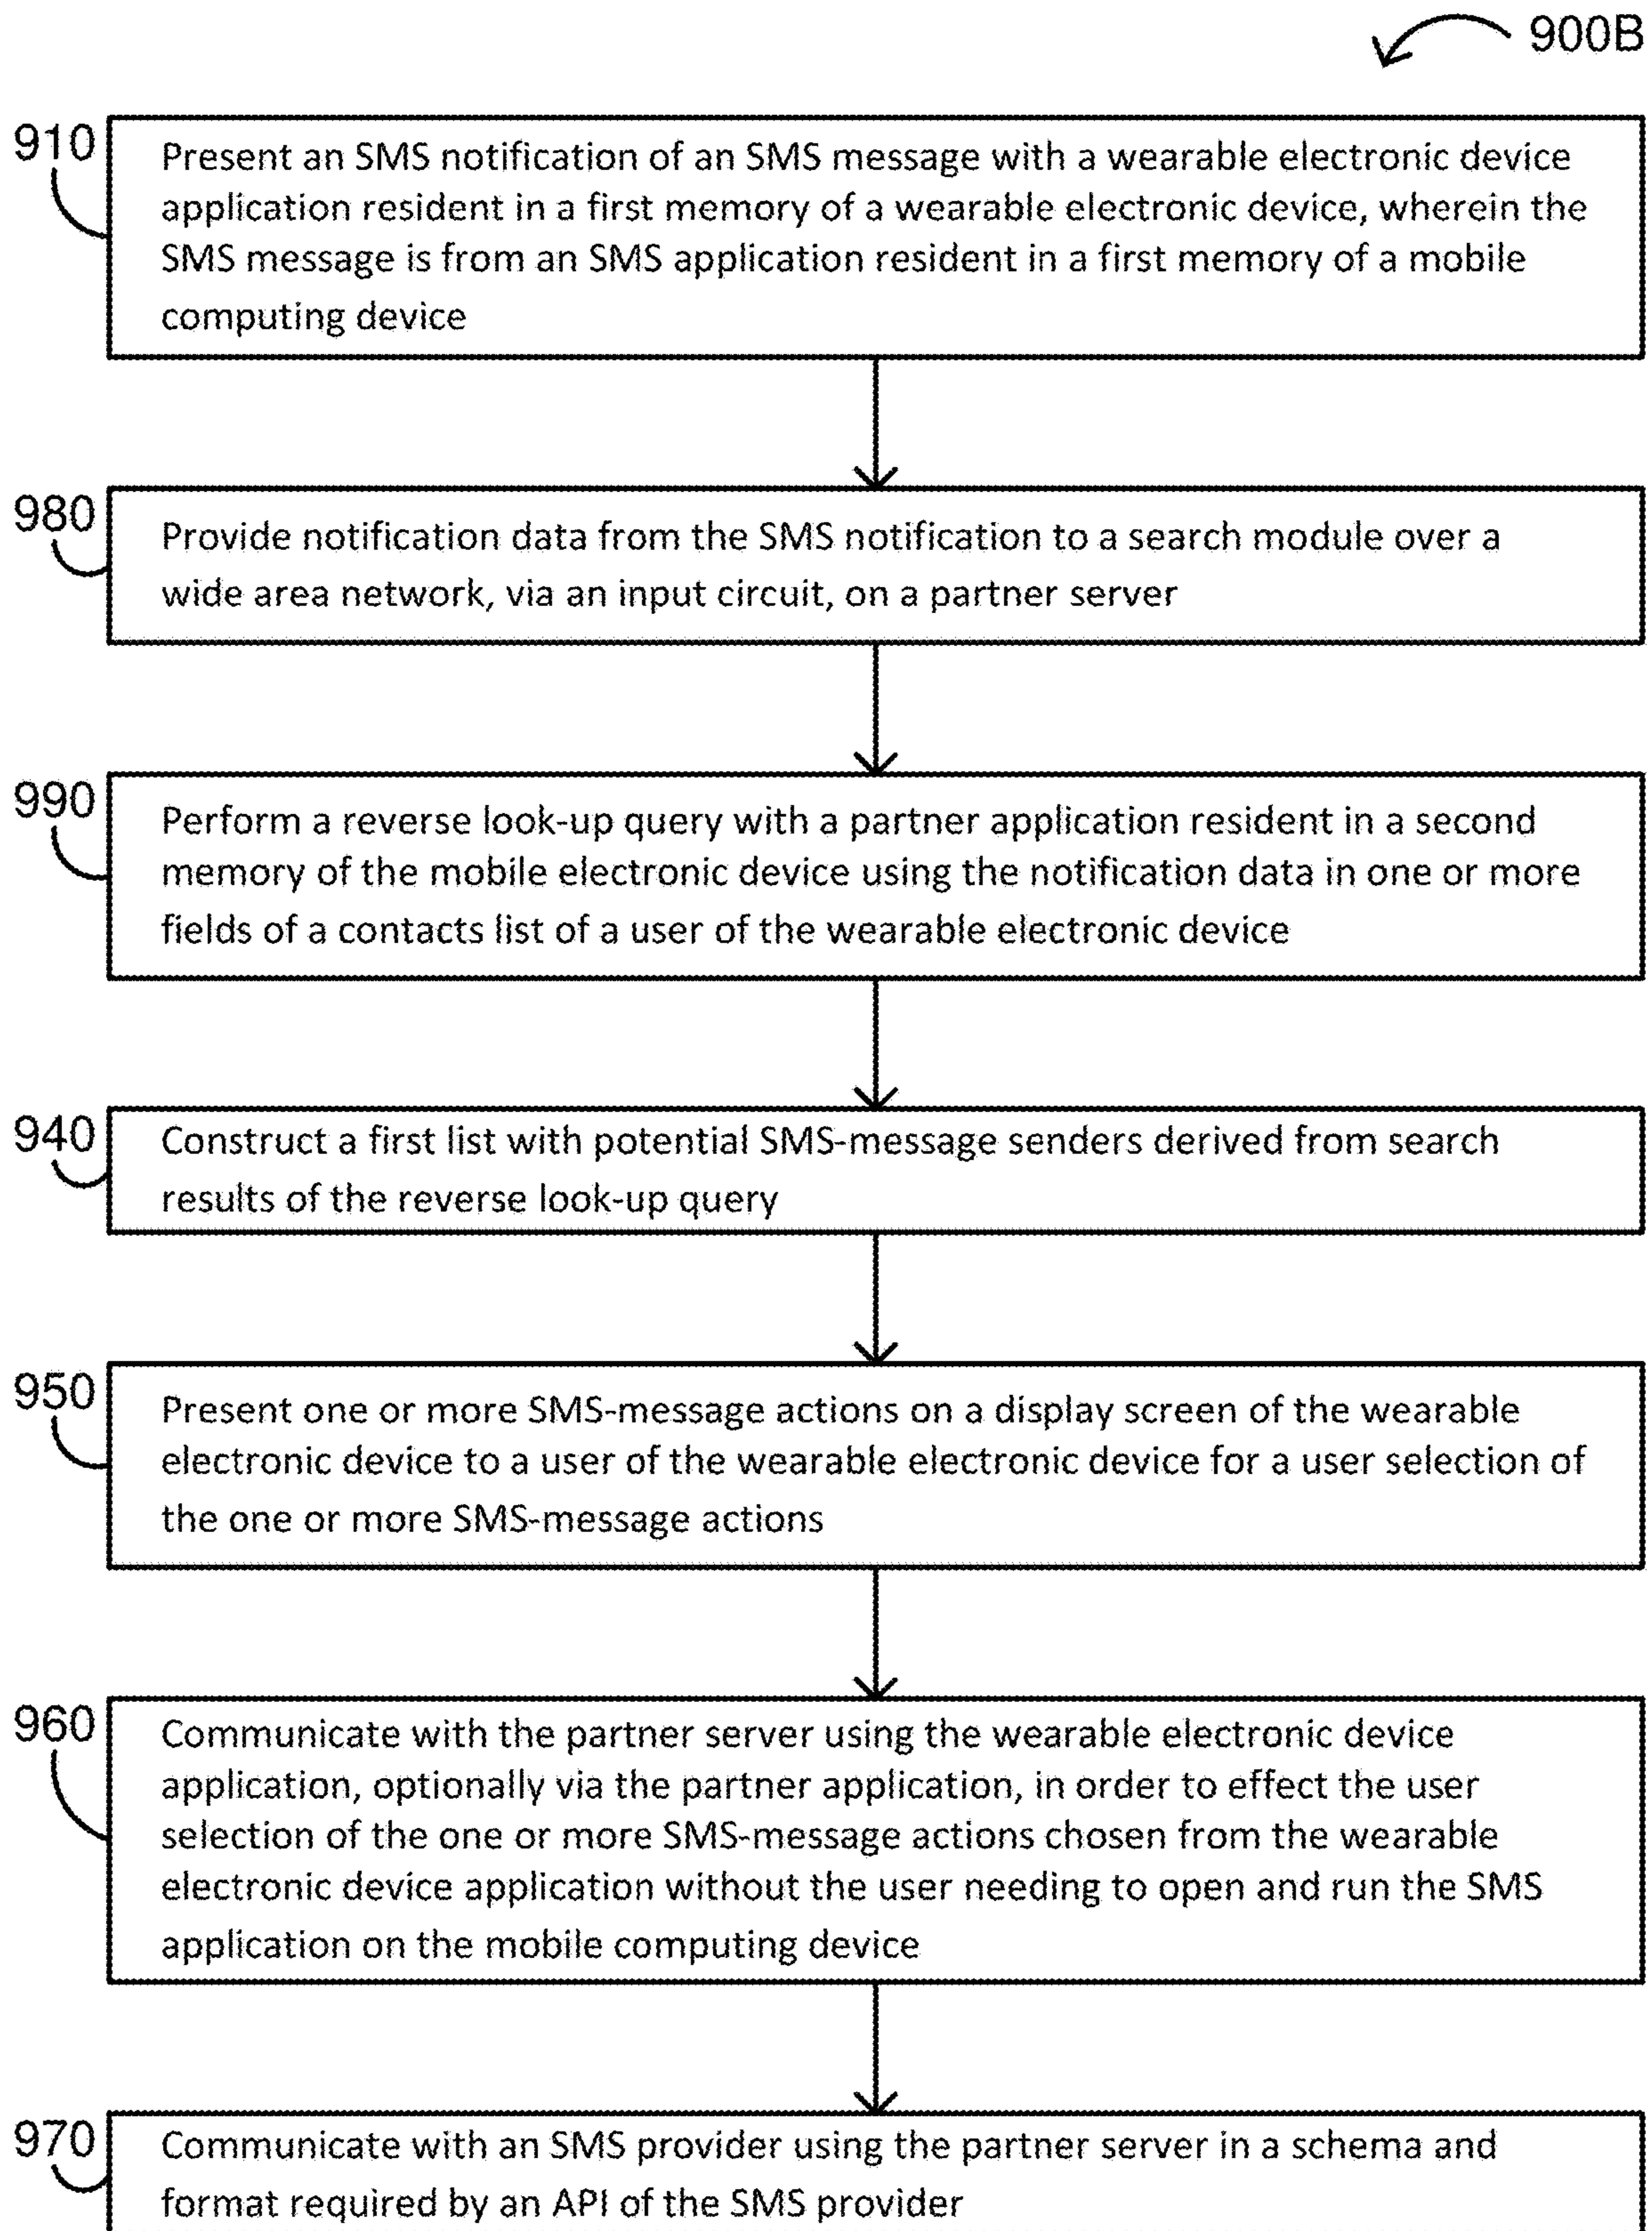 900B
910
Present an SMS notification of an SMS message with a wearable electronic device
application resident in a first memory of a wearable electronic device, wherein the
SMS message is from an SMS application resident in a first memory of a mobile
computing device
980
Provide notification data from the SMS notification to a search module over a
wide area network, via an input circuit, on a partner server
990
Perform a reverse look-up query with a partner application resident in a second
memory of the mobile electronic device using the notification data in one or more
fields of a contacts list of a user of the wearable electronic device
940
Construct a first list with potential SMS-message senders derived from search
results of the reverse look-up query
950
Present one or more SMS-message actions on a display screen of the wearable
electronic device to a user of the wearable electronic device for a user selection of
the one or more SMS-message actions
960
Communicate with the partner server using the wearable electronic device
application, optionally via the partner application, in order to effect the user
selection of the one or more SMS-message actions chosen from the wearable
electronic device application without the user needing to open and run the SMS
application on the mobile computing device
970
Communicate with an SMS provider using the partner server in a schema and
format required by an API of the SMS provider